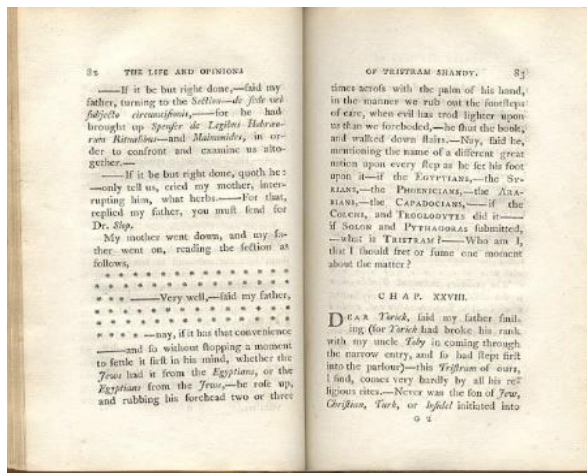 82 THE LIFE AND OPINIONS
——If it be but right done,—ſaid my
father, turning to the Section—de ſede vel
ſubjecto circumciſionis,——for he had
brought up Spenſer de Legibus Hebræo-
rum Ritualibus—and Maimonides, in or-
der to confront and examine us alto-
gether.—
——If it be but right done, quoth he:
—only tell us, cried my mother, inter-
rupting him, what herbs.——For that,
replied my father, you muſt ſend for
Dr. Slop.
My mother went down, and my fa-
ther went on, reading the ſection as
follows,
* * * * * * * * * * * * *
* * * * * * * * * * * * *
* * *——Very well,—ſaid my father,
* * * * * * * * * * * * *
* * * * * * * * * * * * *
* * * *—nay, if it has that convenience
——and ſo without ſtopping a moment
to ſettle it firſt in his mind, whether the
Jews had it from the Egyptians, or the
Egyptians from the Jews,—he roſe up,
and rubbing his forehead two or three
OF TRISTRAM SHANDY. 83
times acroſs with the palm of his hand,
in the manner we rub out the footſteps
of care, when evil has trod lighter upon
us than we foreboded,—he ſhut the book,
and walked down ſtairs.—Nay, ſaid he,
mentioning the name of a different great
nation upon every ſtep as he ſet his foot
upon it—if the EGYPTIANS,—the SY-
RIANS,—the PHOENICIANS,—the ARA-
BIANS,—the CAPADOCIANS,——if the
COLCHI, and TROGLODYTES did it——
if SOLON and PYTHAGORAS ſubmitted,
—what is TRISTRAM?——Who am I,
that I ſhould fret or fume one moment
about the matter?
CHAP. XXVIII.
DEAR Yorick, ſaid my father ſmil-
ing (for Yorick had broke his rank
with my uncle Toby in coming through
the narrow entry, and ſo had ſtept firſt
into the parlour)—this Triſtram of ours,
I find, comes very hardly by all his re-
ligious rites.—Never was the ſon of Jew,
Chriſtian, Turk, or Infidel initiated into
G 2